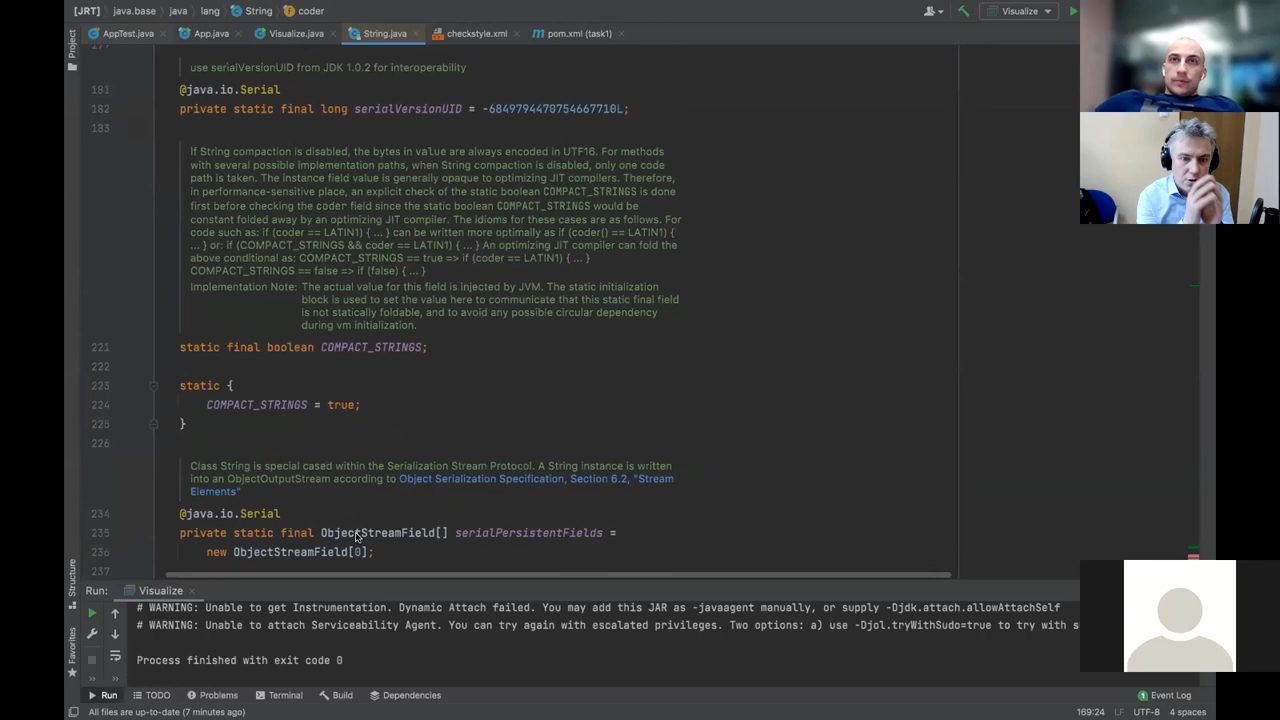 [JRT] java.base java lang String coder Visualize
AppTest.java App.java Visualize.java String.java checkstyle.xml pom.xml (task1)
Project
use serialVersionUID from JDK 1.0.2 for interoperability
181 @java.io.Serial
182 private static final long serialVersionUID = -6849794470754667710L;
183
If String compaction is disabled, the bytes in value are always encoded in UTF16. For methods
with several possible implementation paths, when String compaction is disabled, only one code
path is taken. The instance field value is generally opaque to optimizing JIT compilers. Therefore,
in performance-sensitive place, an explicit check of the static boolean COMPACT_STRINGS is done
first before checking the coder field since the static boolean COMPACT_STRINGS would be
constant folded away by an optimizing JIT compiler. The idioms for these cases are as follows. For
code such as: if (coder == LATIN1) { ... } can be written more optimally as if (coder() == LATIN1) {
... } or: if (COMPACT_STRINGS && coder == LATIN1) { ... } An optimizing JIT compiler can fold the
above conditional as: COMPACT_STRINGS == true => if (coder == LATIN1) { ... }
COMPACT_STRINGS == false => if (false) { ... }
Implementation Note: The actual value for this field is injected by JVM. The static initialization
block is used to set the value here to communicate that this static final field
is not statically foldable, and to avoid any possible circular dependency
during vm initialization.
221 static final boolean COMPACT_STRINGS;
222
223 static {
224 COMPACT_STRINGS = true;
225 }
226
Class String is special cased within the Serialization Stream Protocol. A String instance is written
into an ObjectOutputStream according to Object Serialization Specification, Section 6.2, "Stream
Elements"
234 @java.io.Serial
235 private static final ObjectStreamField[] serialPersistentFields =
236 new ObjectStreamField[0];
237
Structure
Favorites
Run: Visualize
# WARNING: Unable to get Instrumentation. Dynamic Attach failed. You may add this JAR as -javaagent manually, or supply -Djdk.attach.allowAttachSelf
# WARNING: Unable to attach Serviceability Agent. You can try again with escalated privileges. Two options: a) use -Djol.tryWithSudo=true to try with s
Process finished with exit code 0
Run TODO Problems Terminal Build Dependencies 1 Event Log
All files are up-to-date (7 minutes ago) 169:24 LF UTF-8 4 spaces